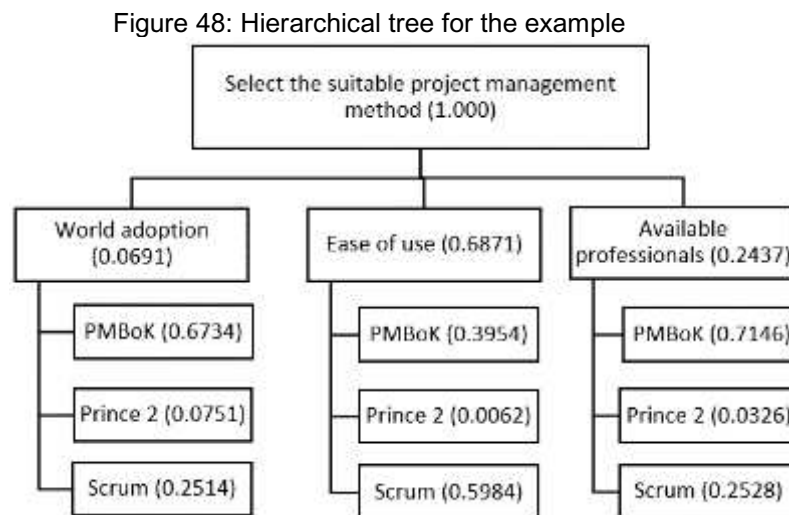 Figure 48: Hierarchical tree for the example
Select the suitable project management
method (1.000)
World adoption
(0.0691)
PMBoK (0.6734)
Prince 2 (0.0751)
Scrum (0.2514)
Ease of use (0.6871)
PMBoK (0.3954)
Prince 2 (0.0062)
Scrum (0.5984)
Available
professionals (0.2437)
PMBoK (0.7146)
Prince 2 (0.0326)
Scrum (0.2528)